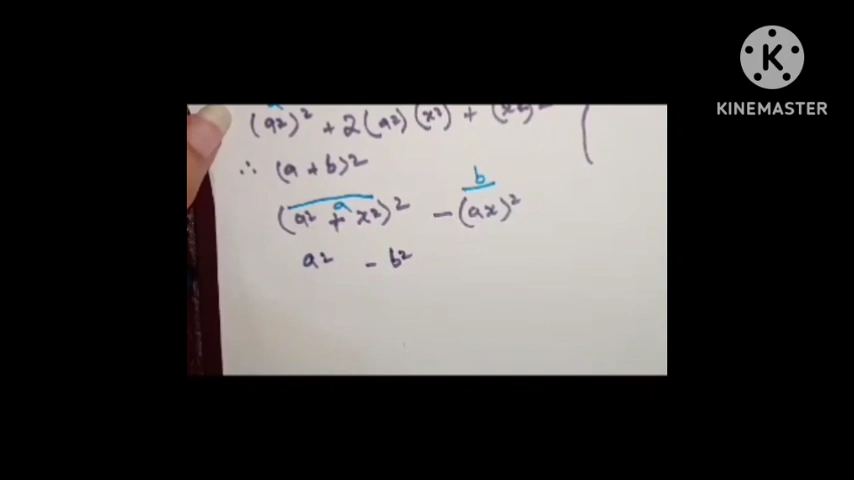 KINEMASTER
a
(a²)² + 2(a²)(x²) + (x²)²
∴ (a + b)²
a b
(a² + x²)² - (ax)²
a² - b²